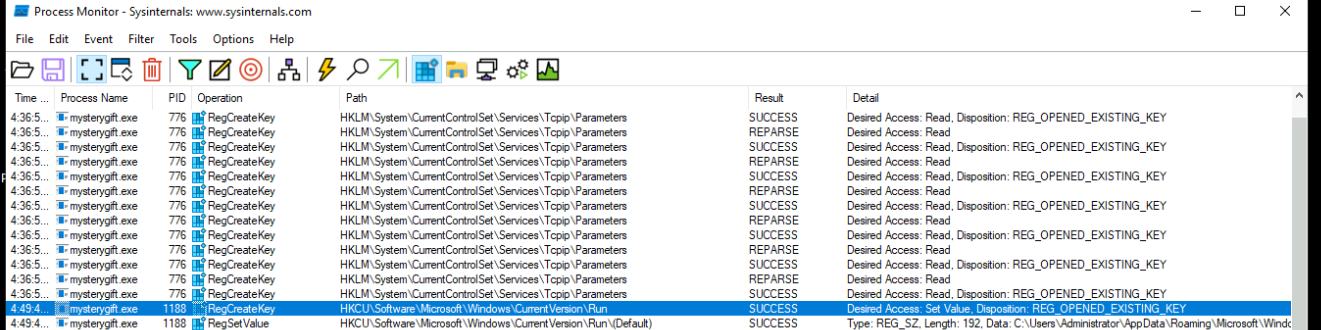 Process Monitor - Sysinternals: www.sysinternals.com
File Edit Event Filter Tools Options Help
Time ... Process Name PID Operation Path Result Detail
4:36:5... mysterygift.exe 776 RegCreateKey HKLM\System\CurrentControlSet\Services\Tcpip\Parameters SUCCESS Desired Access: Read, Disposition: REG_OPENED_EXISTING_KEY
4:36:5... mysterygift.exe 776 RegCreateKey HKLM\System\CurrentControlSet\Services\Tcpip\Parameters REPARSE Desired Access: Read
4:36:5... mysterygift.exe 776 RegCreateKey HKLM\System\CurrentControlSet\Services\Tcpip\Parameters SUCCESS Desired Access: Read, Disposition: REG_OPENED_EXISTING_KEY
4:36:5... mysterygift.exe 776 RegCreateKey HKLM\System\CurrentControlSet\Services\Tcpip\Parameters REPARSE Desired Access: Read
4:36:5... mysterygift.exe 776 RegCreateKey HKLM\System\CurrentControlSet\Services\Tcpip\Parameters SUCCESS Desired Access: Read, Disposition: REG_OPENED_EXISTING_KEY
4:36:5... mysterygift.exe 776 RegCreateKey HKLM\System\CurrentControlSet\Services\Tcpip\Parameters REPARSE Desired Access: Read
4:36:5... mysterygift.exe 776 RegCreateKey HKLM\System\CurrentControlSet\Services\Tcpip\Parameters SUCCESS Desired Access: Read, Disposition: REG_OPENED_EXISTING_KEY
4:36:5... mysterygift.exe 776 RegCreateKey HKLM\System\CurrentControlSet\Services\Tcpip\Parameters REPARSE Desired Access: Read
4:36:5... mysterygift.exe 776 RegCreateKey HKLM\System\CurrentControlSet\Services\Tcpip\Parameters SUCCESS Desired Access: Read, Disposition: REG_OPENED_EXISTING_KEY
4:36:5... mysterygift.exe 776 RegCreateKey HKLM\System\CurrentControlSet\Services\Tcpip\Parameters REPARSE Desired Access: Read
4:36:5... mysterygift.exe 776 RegCreateKey HKLM\System\CurrentControlSet\Services\Tcpip\Parameters SUCCESS Desired Access: Read, Disposition: REG_OPENED_EXISTING_KEY
4:36:5... mysterygift.exe 776 RegCreateKey HKLM\System\CurrentControlSet\Services\Tcpip\Parameters REPARSE Desired Access: Read
4:36:5... mysterygift.exe 776 RegCreateKey HKLM\System\CurrentControlSet\Services\Tcpip\Parameters SUCCESS Desired Access: Read, Disposition: REG_OPENED_EXISTING_KEY
4:49:4... mysterygift.exe 1188 RegCreateKey HKCU\Software\Microsoft\Windows\CurrentVersion\Run SUCCESS Desired Access: Set Value, Disposition: REG_OPENED_EXISTING_KEY
4:49:4... mysterygift.exe 1188 RegSetValue HKCU\Software\Microsoft\Windows\CurrentVersion\Run\(Default) SUCCESS Type: REG_SZ, Length: 192, Data: C:\Users\Administrator\AppData\Roaming\Microsoft\Windc